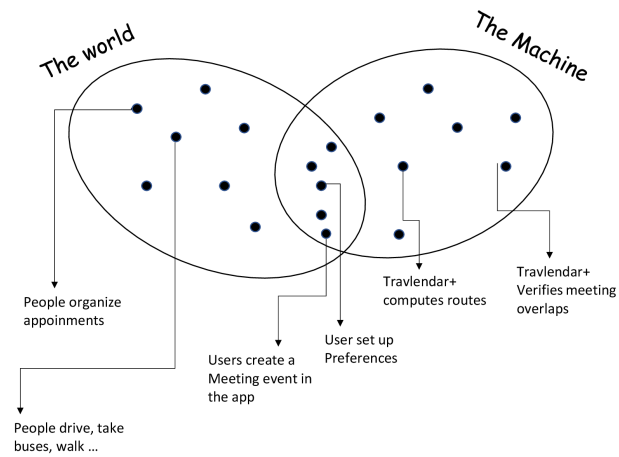 The world
The Machine
People organize
appoinments
People drive, take
buses, walk ...
Users create a
Meeting event in
the app
User set up
Preferences
Travlendar+
computes routes
Travlendar+
Verifies meeting
overlaps